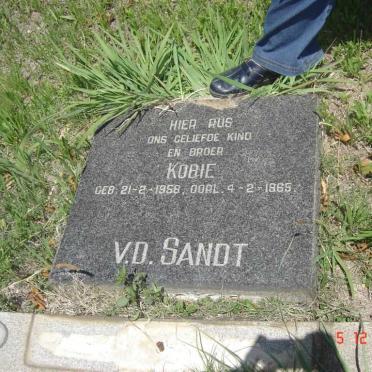 HIER RUS
ONS GELIEFDE KIND
EN BROER
KOBIE
GEB. 21-2-1958, OORL. 4-2-1965.
V.D. SANDT
5 12